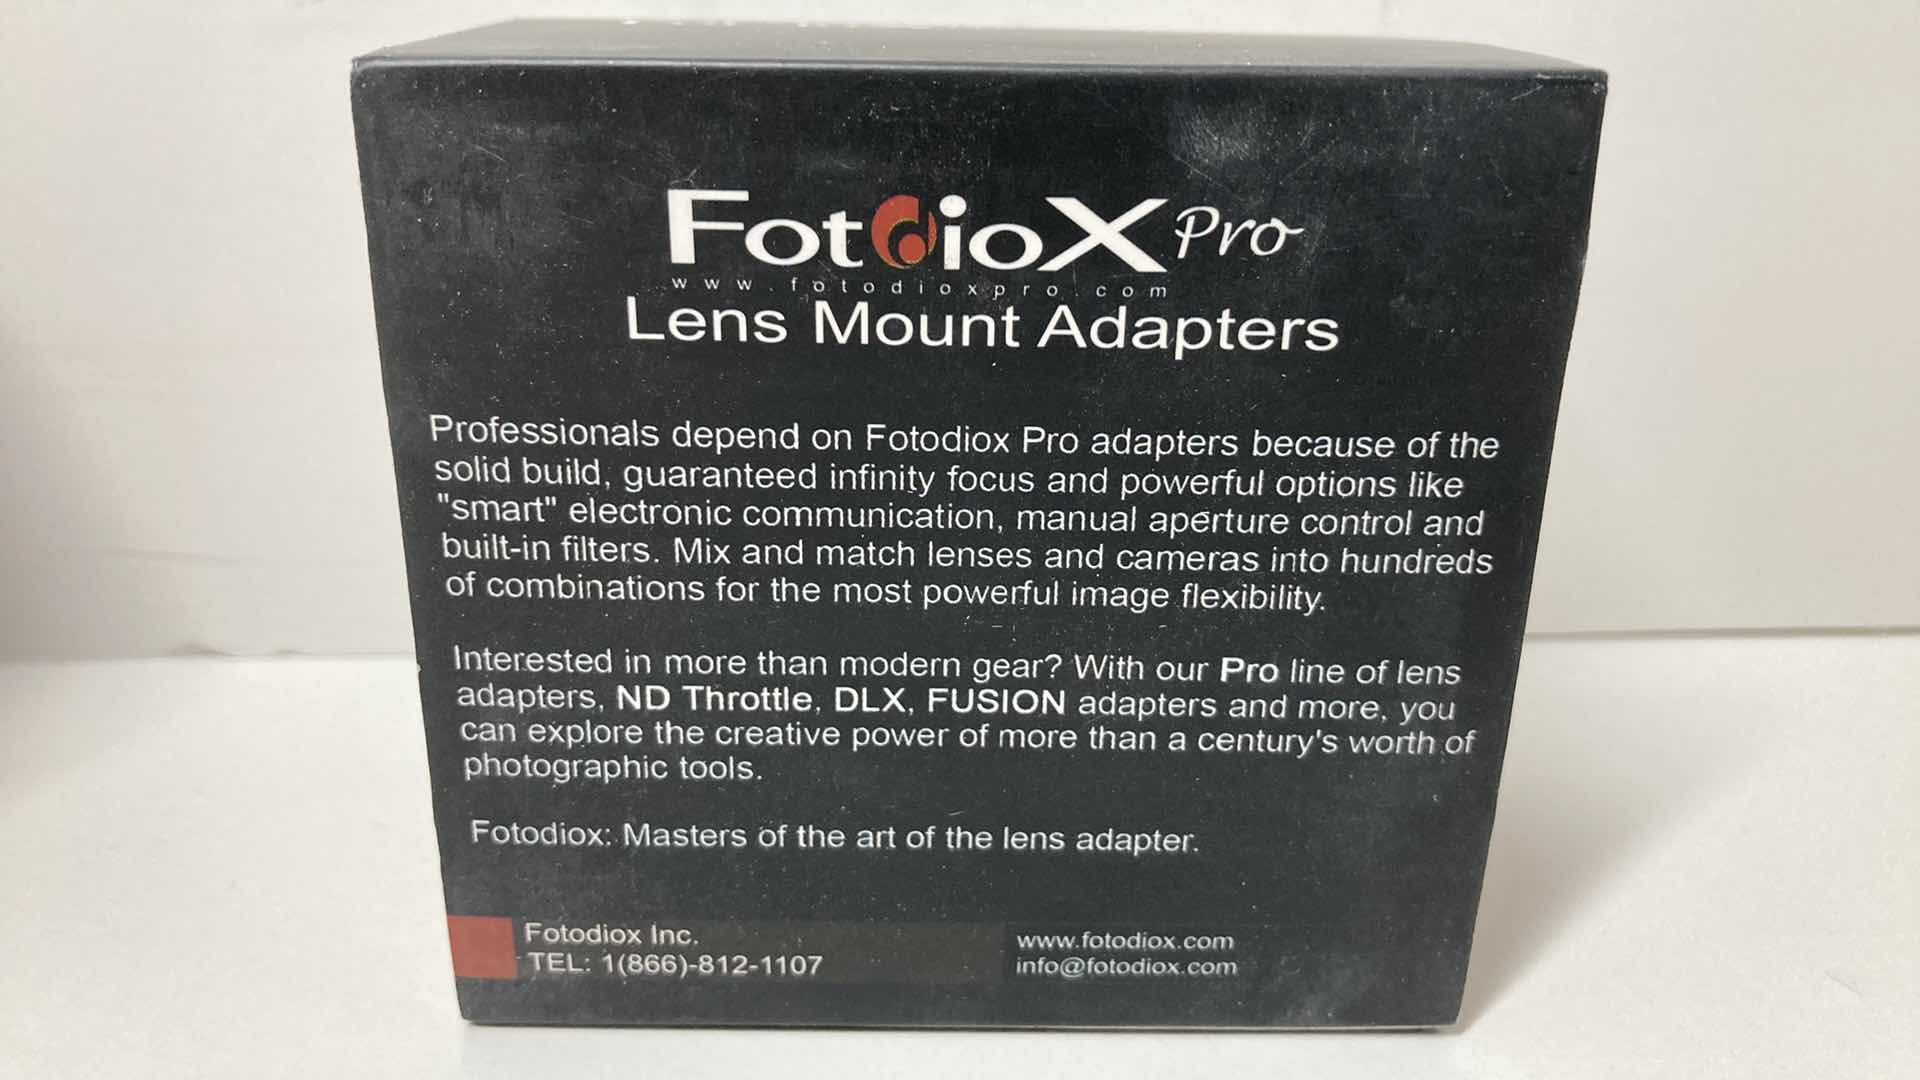 Fotodiox Pro
www.fotodioxpro.com
Lens Mount Adapters
Professionals depend on Fotodiox Pro adapters because of the
solid build, guaranteed infinity focus and powerful options like
"smart" electronic communication, manual aperture control and
built-in filters. Mix and match lenses and cameras into hundreds
of combinations for the most powerful image flexibility.
Interested in more than modern gear? With our Pro line of lens
adapters, ND Throttle, DLX, FUSION adapters and more, you
can explore the creative power of more than a century's worth of
photographic tools.
Fotodiox: Masters of the art of the lens adapter.
Fotodiox Inc.
TEL: 1(866)-812-1107
www.fotodiox.com
info@fotodiox.com